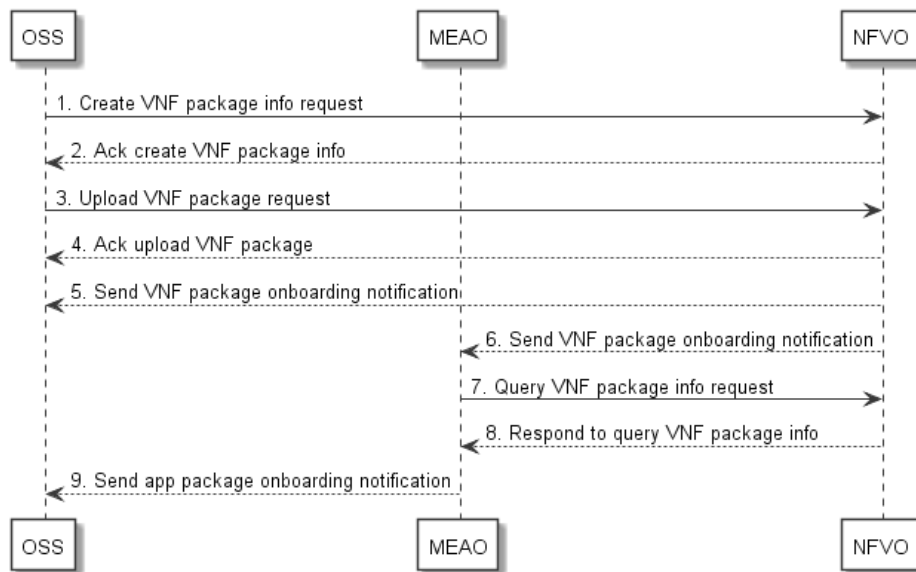 OSS MEAO NFVO
1. Create VNF package info request
2. Ack create VNF package info
3. Upload VNF package request
4. Ack upload VNF package
5. Send VNF package onboarding notification
6. Send VNF package onboarding notification
7. Query VNF package info request
8. Respond to query VNF package info
9. Send app package onboarding notification
OSS MEAO NFVO